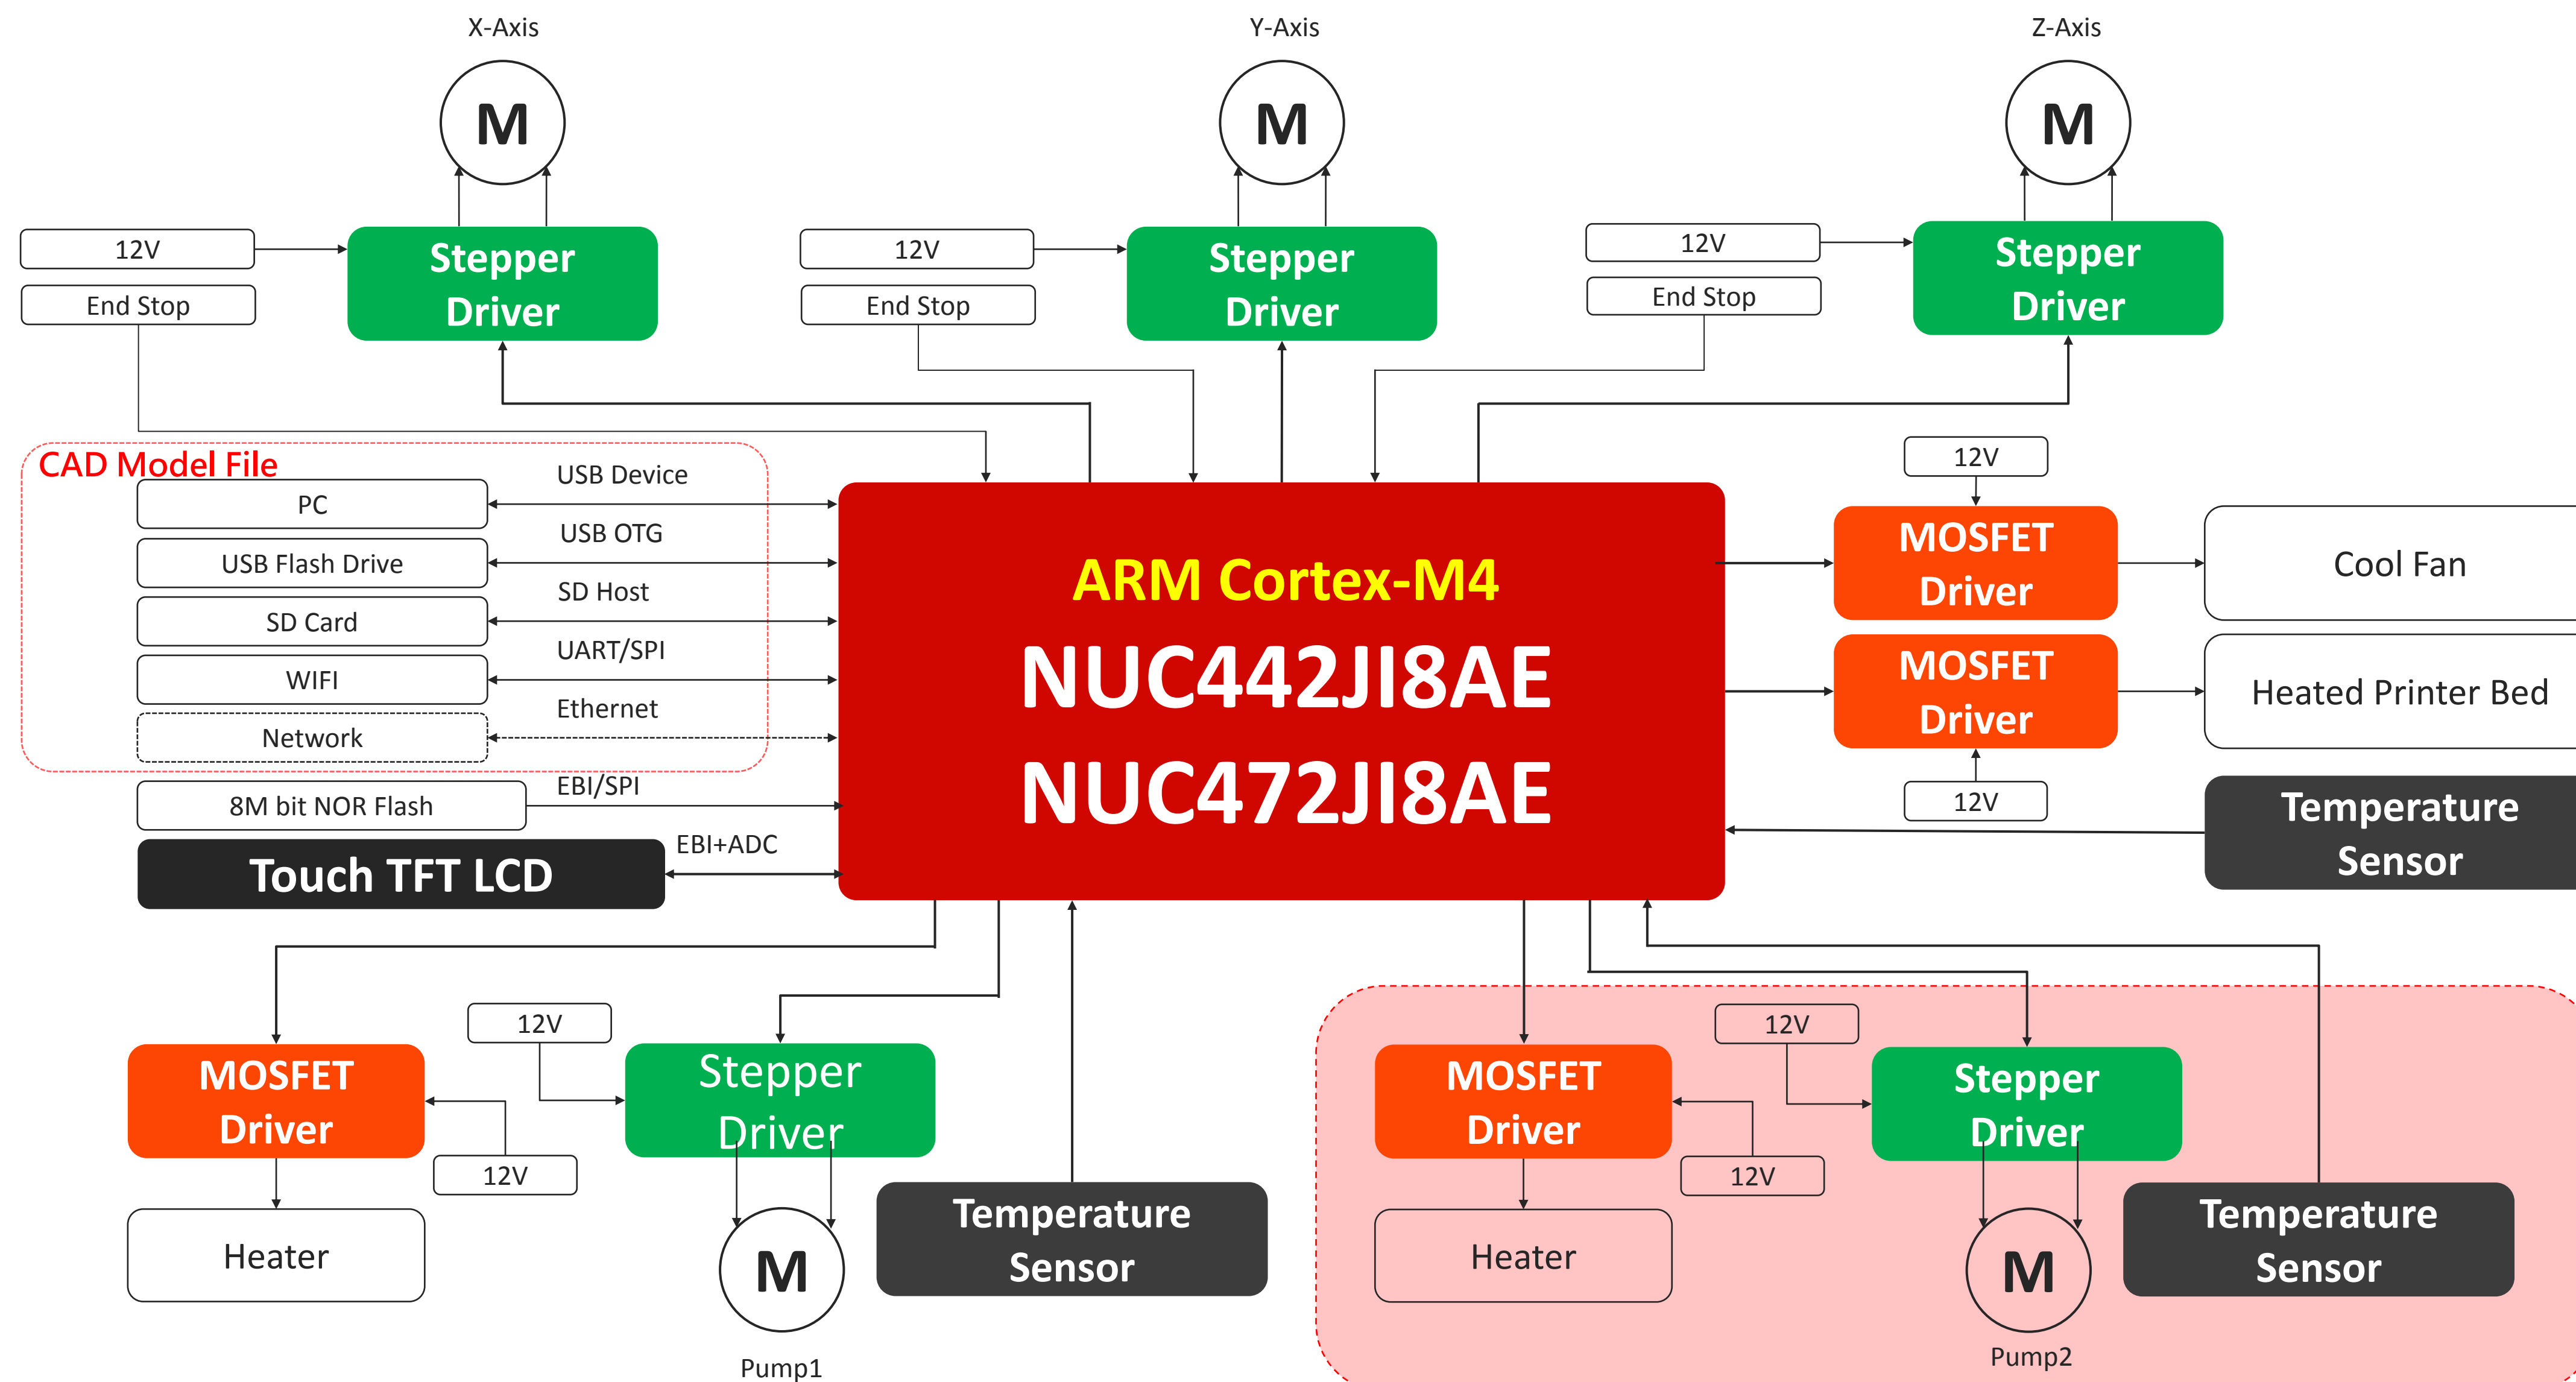 X-Axis
Y-Axis
Z-Axis
M
M
M
12V
End Stop
Stepper
Driver
12V
End Stop
Stepper
Driver
12V
End Stop
Stepper
Driver
CAD Model File
PC
USB Device
USB Flash Drive
USB OTG
SD Card
SD Host
WIFI
UART/SPI
Network
Ethernet
8M bit NOR Flash
EBI/SPI
Touch TFT LCD
EBI+ADC
ARM Cortex-M4
NUC442JI8AE
NUC472JI8AE
12V
MOSFET
Driver
Cool Fan
MOSFET
Driver
Heated Printer Bed
12V
Temperature
Sensor
MOSFET
Driver
12V
Heater
12V
Stepper
Driver
M
Pump1
Temperature
Sensor
MOSFET
Driver
12V
Heater
12V
Stepper
Driver
M
Pump2
Temperature
Sensor